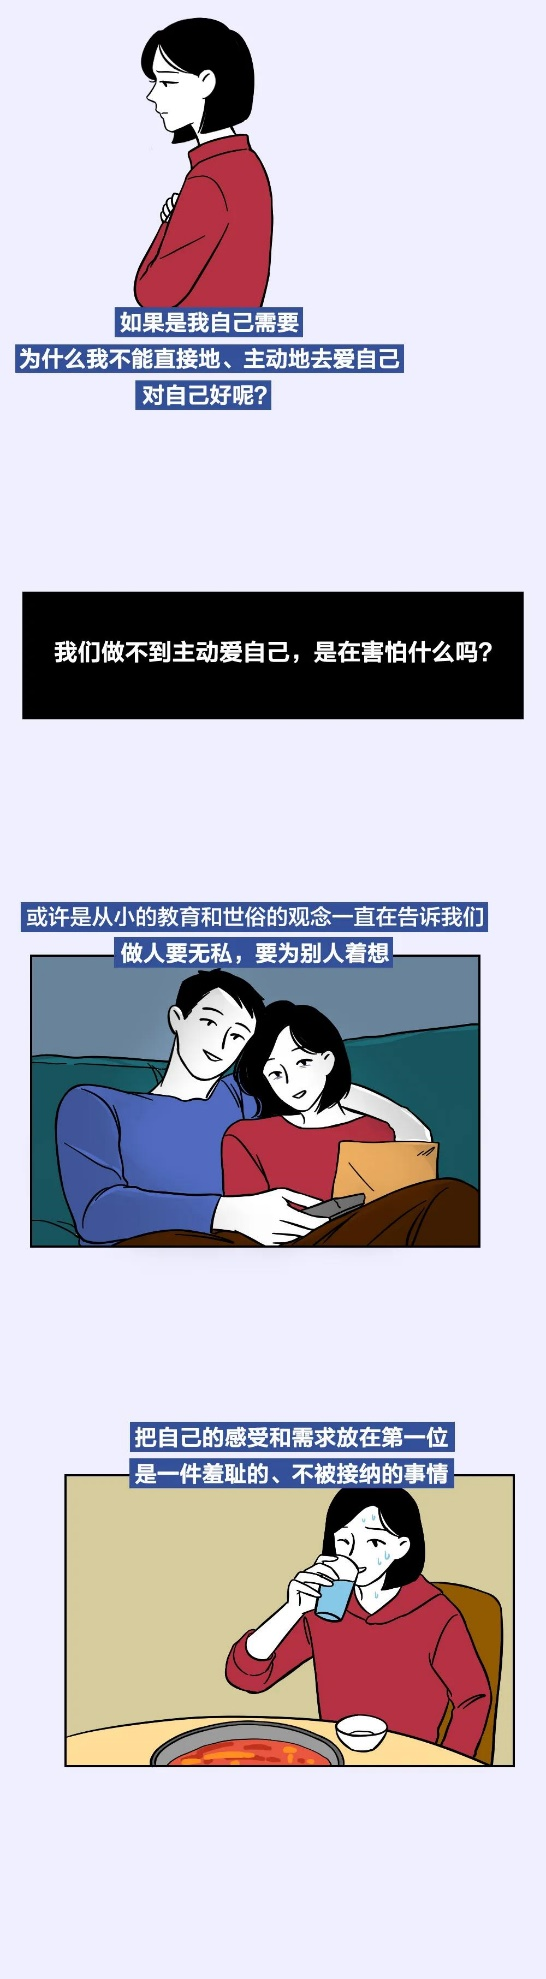 如果是我自己需要
为什么我不能直接地、主动地去爱自己
对自己好呢?
我们做不到主动爱自己，是在害怕什么吗?
或许是从小的教育和世俗的观念一直在告诉我们
做人要无私，要为别人着想
把自己的感受和需求放在第一位
是一件羞耻的、不被接纳的事情